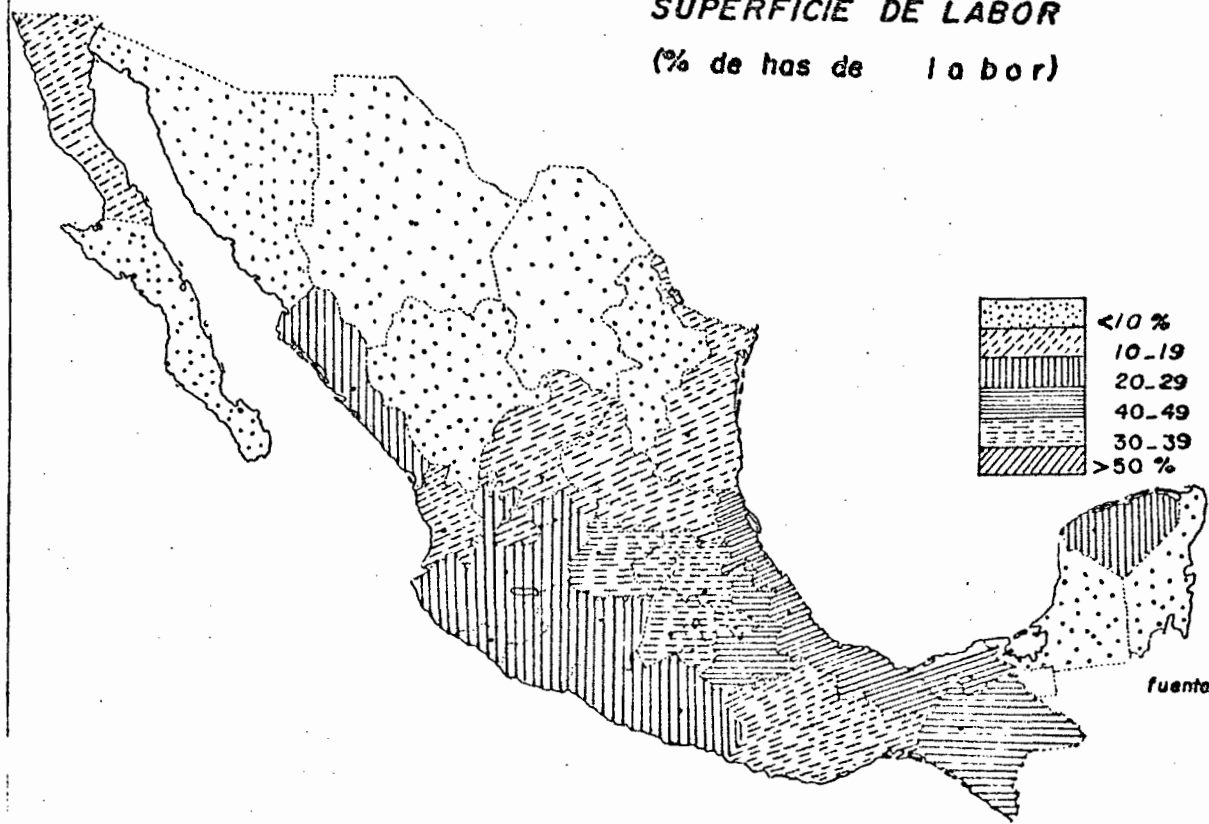 SUPERFICIE DE LABOR
(% de has de labor)
<10 %
10-19
20-29
40-49
30-39
>50 %
fuente